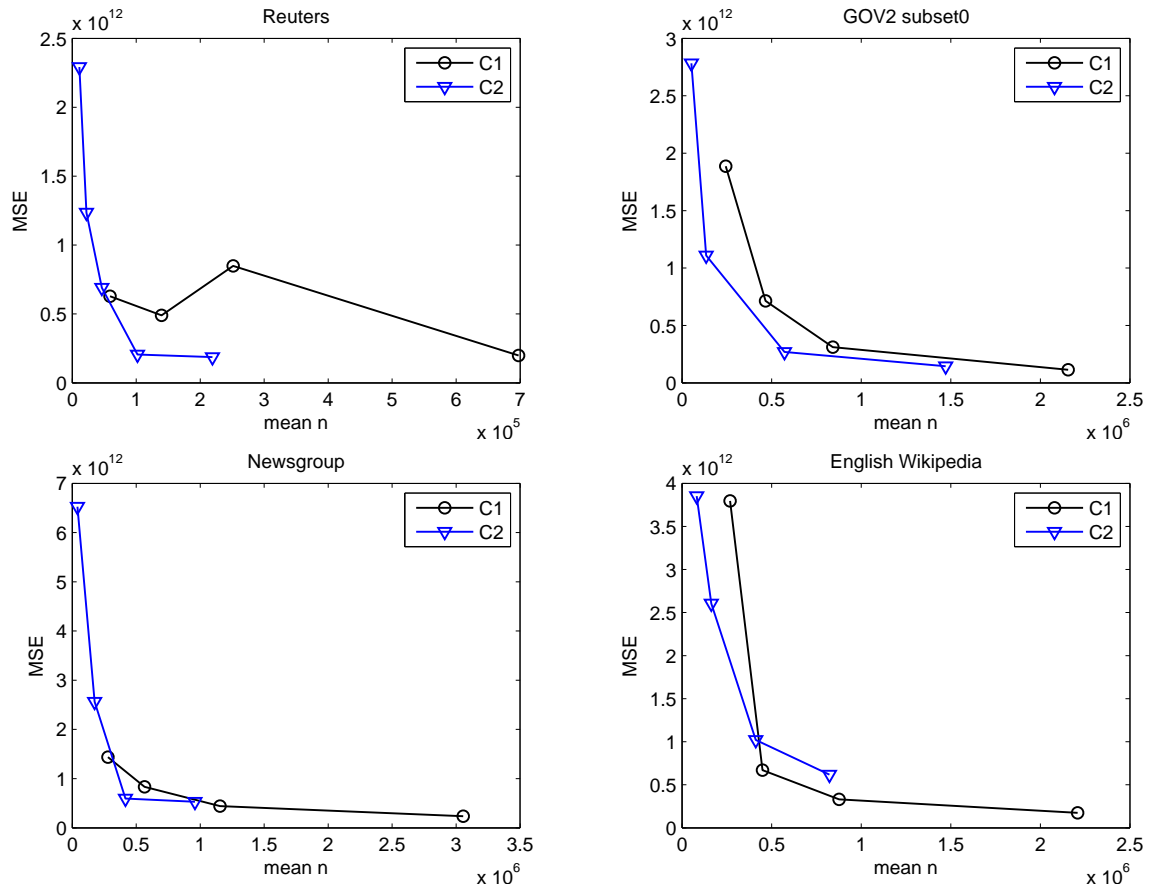 Reuters
x 10^12
2.5
2
1.5
1
0.5
0
MSE
0 1 2 3 4 5 6 7
mean n
x 10^5
C1
C2
GOV2 subset0
x 10^12
3
2.5
2
1.5
1
0.5
0
MSE
0 0.5 1 1.5 2 2.5
mean n
x 10^6
C1
C2
Newsgroup
x 10^12
7
6
5
4
3
2
1
0
MSE
0 0.5 1 1.5 2 2.5 3 3.5
mean n
x 10^6
C1
C2
English Wikipedia
x 10^12
4
3.5
3
2.5
2
1.5
1
0.5
0
MSE
0 0.5 1 1.5 2 2.5
mean n
x 10^6
C1
C2